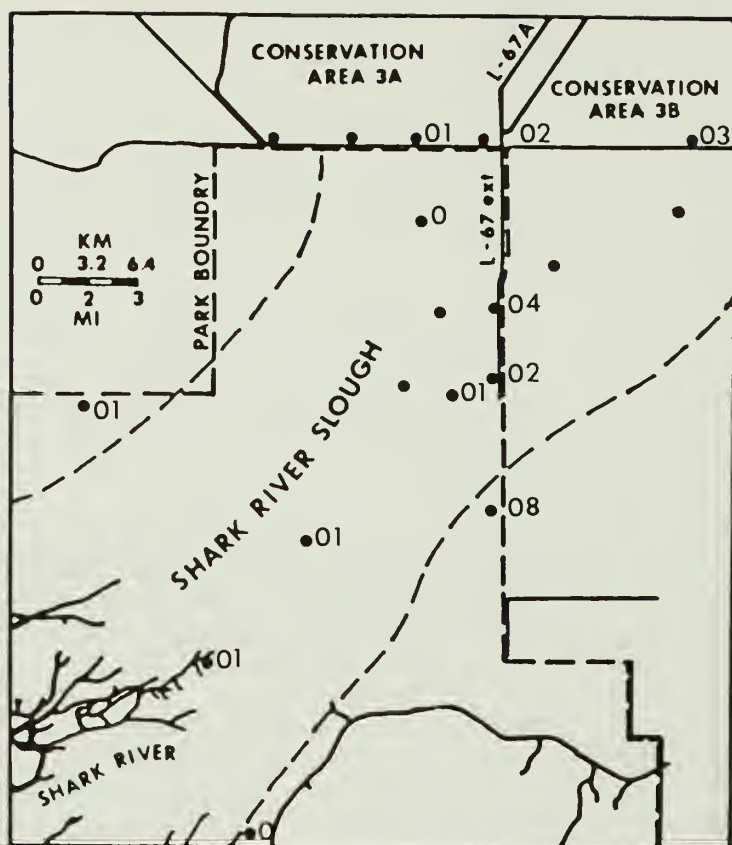 CONSERVATION
AREA 3A
L-67A
CONSERVATION
AREA 3B
01
02
03
PARK BOUNDRY
0
L-67 ext
KM
0 3.2 6.4
0 2 3
MI
04
02
01
01
SHARK RIVER SLOUGH
08
01
01
SHARK RIVER
0